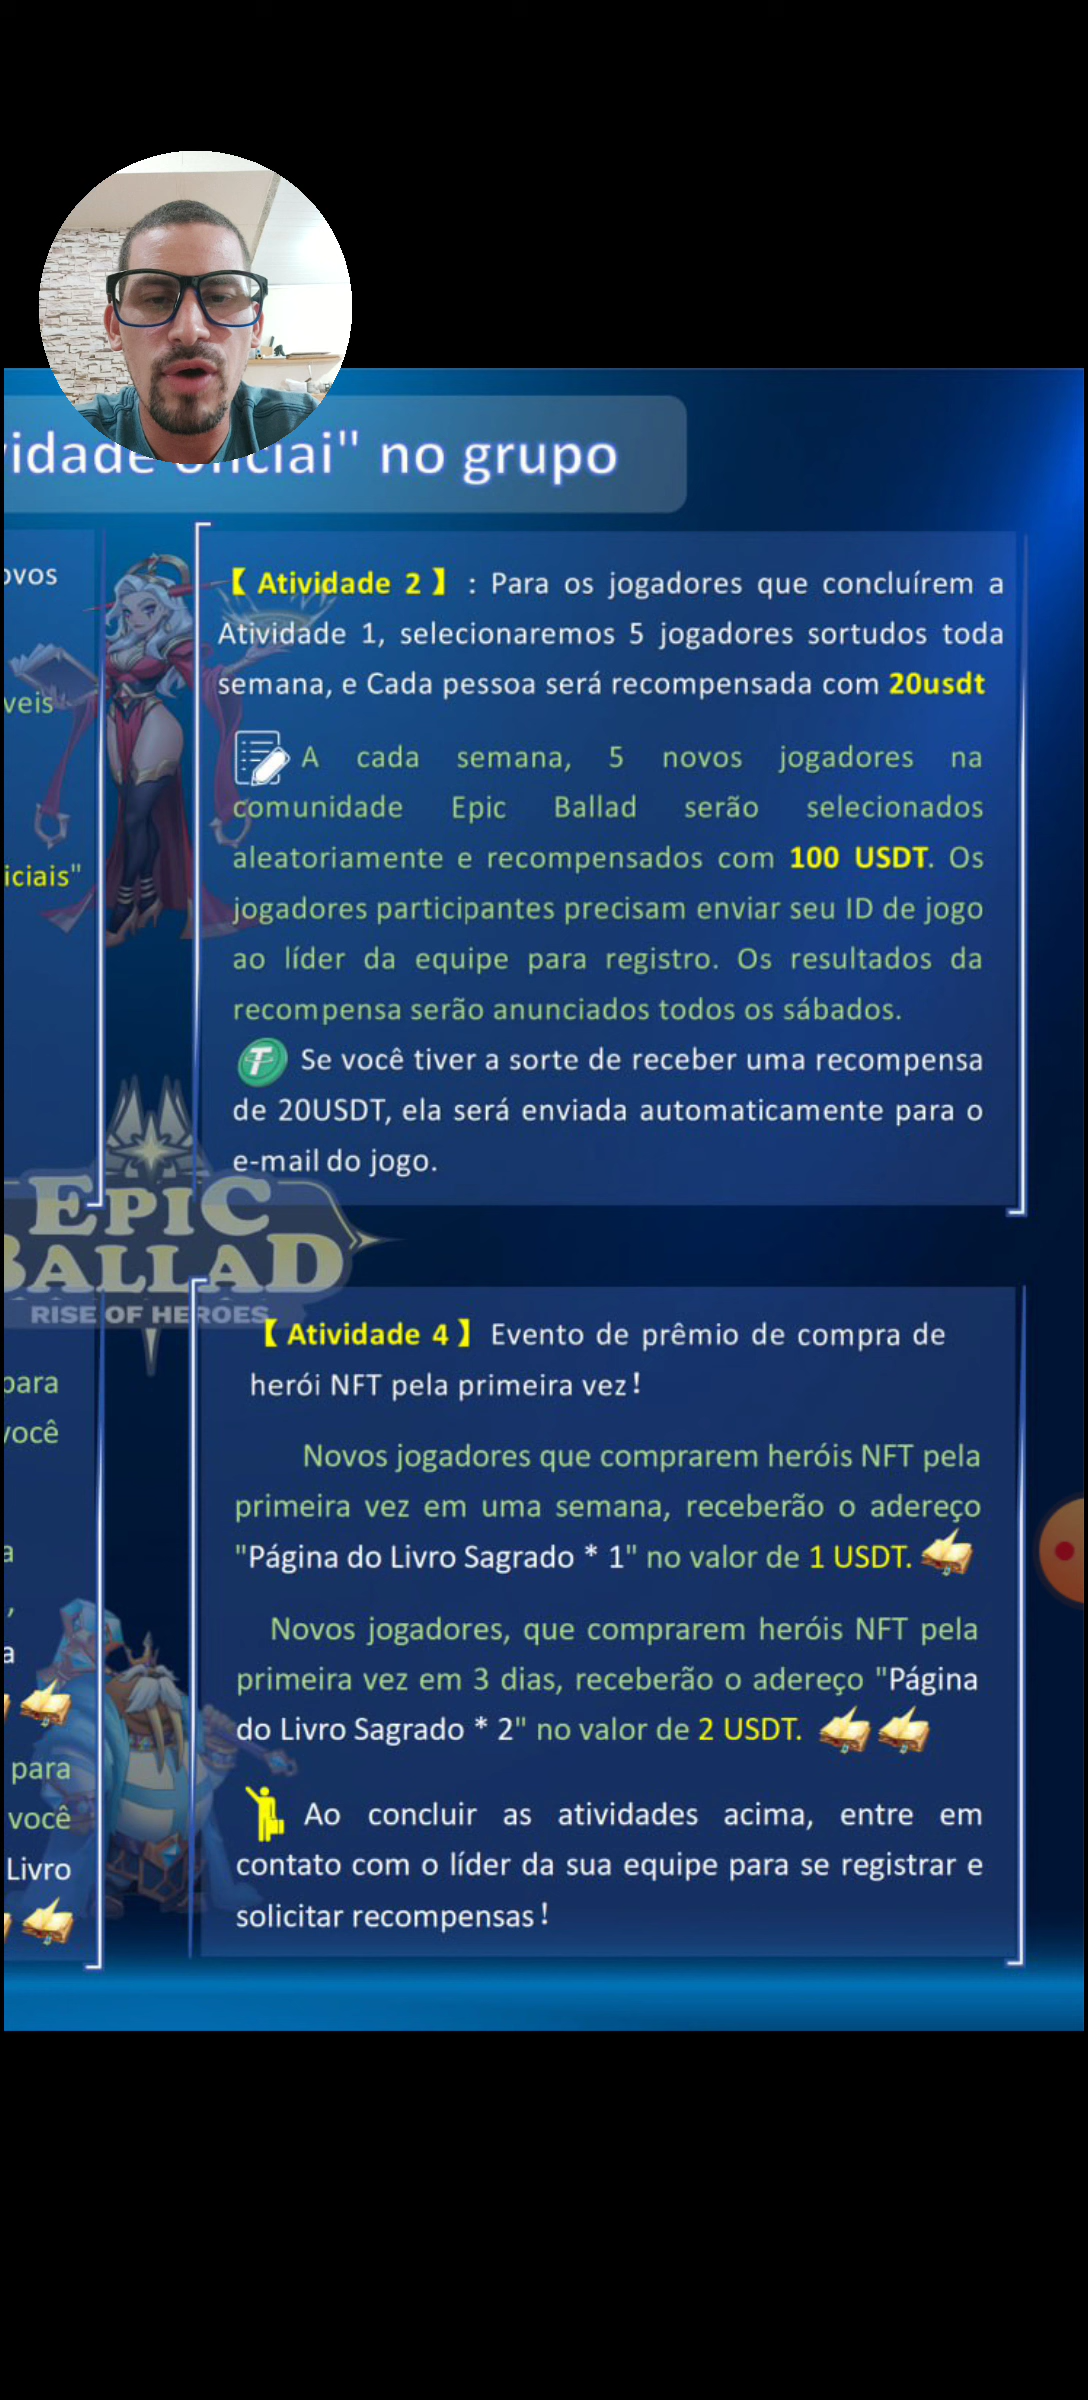 no grupo
【 Atividade 2 】 : Para os jogadores que concluírem a
Atividade 1, selecionaremos 5 jogadores sortudos toda
semana, e Cada pessoa será recompensada com 20usdt
A cada semana, 5 novos jogadores na
comunidade Epic Ballad serão selecionados
aleatoriamente e recompensados com 100 USDT. Os
jogadores participantes precisam enviar seu ID de jogo
ao líder da equipe para registro. Os resultados da
recompensa serão anunciados todos os sábados.
Se você tiver a sorte de receber uma recompensa
de 20USDT, ela será enviada automaticamente para o
e-mail do jogo.
EPIC
BALLAD
RISE OF HEROES
【 Atividade 4 】 Evento de prêmio de compra de
herói NFT pela primeira vez!
Novos jogadores que comprarem heróis NFT pela
primeira vez em uma semana, receberão o adereço
"Página do Livro Sagrado * 1" no valor de 1 USDT.
Novos jogadores, que comprarem heróis NFT pela
primeira vez em 3 dias, receberão o adereço "Página
do Livro Sagrado * 2" no valor de 2 USDT.
Ao concluir as atividades acima, entre em
contato com o líder da sua equipe para se registrar e
solicitar recompensas!
para
você
Livro